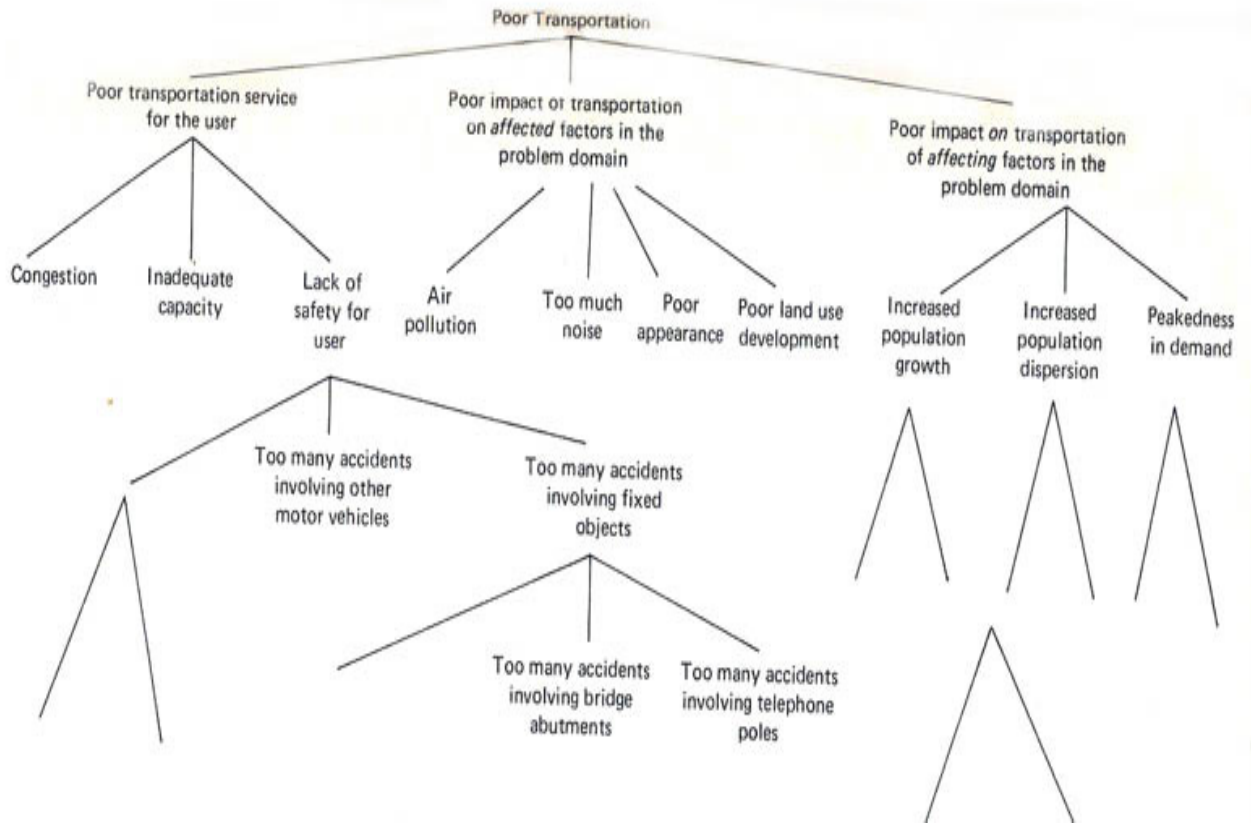 Poor Transportation
Poor transportation service
for the user
Poor impact of transportation
on affected factors in the
problem domain
Poor impact on transportation
of affecting factors in the
problem domain
Congestion
Inadequate
capacity
Lack of
safety for
user
Air
pollution
Too much
noise
Poor
appearance
Poor land use
development
Increased
population
growth
Increased
population
dispersion
Peakedness
in demand
Too many accidents
involving other
motor vehicles
Too many accidents
involving fixed
objects
Too many accidents
involving bridge
abutments
Too many accidents
involving telephone
poles